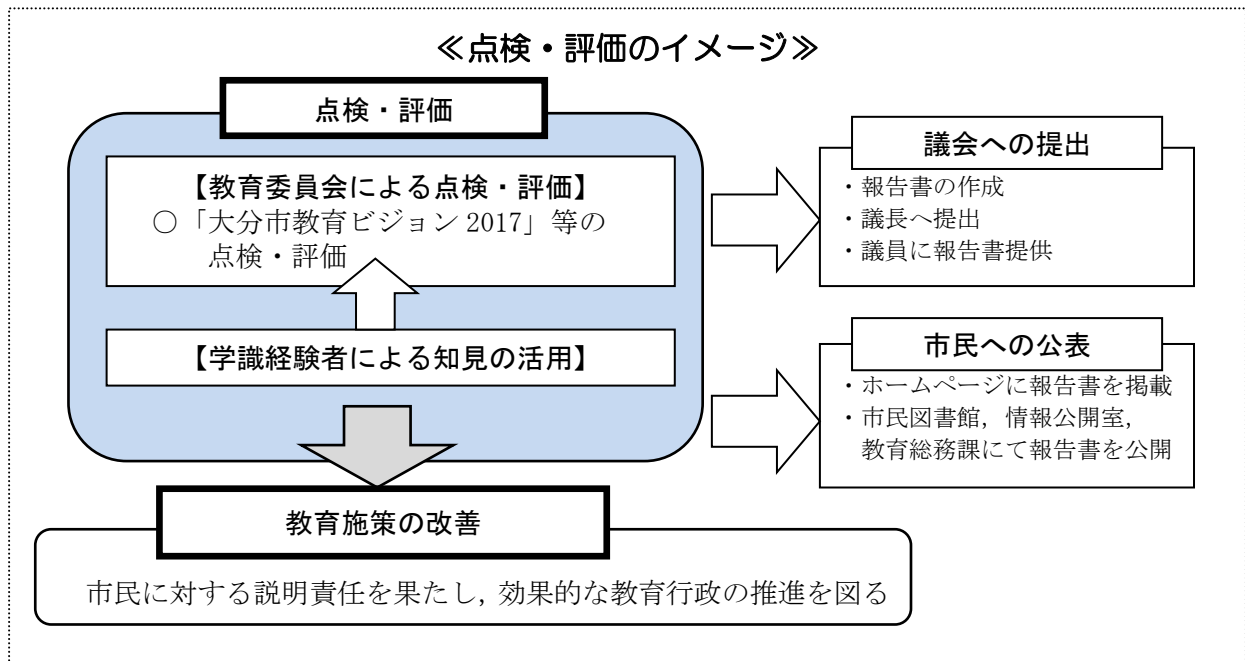 ≪点検・評価のイメージ≫
点検・評価
【教育委員会による点検・評価】
○「大分市教育ビジョン 2017」等の
点検・評価
【学識経験者による知見の活用】
議会への提出
・報告書の作成
・議長へ提出
・議員に報告書提供
市民への公表
・ホームページに報告書を掲載
・市民図書館，情報公開室，
教育総務課にて報告書を公開
教育施策の改善
市民に対する説明責任を果たし，効果的な教育行政の推進を図る